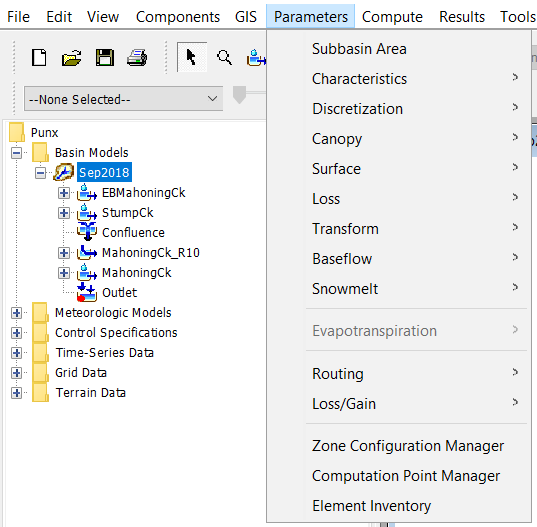 File Edit View Components GIS Parameters Compute Results Tools
--None Selected--
Punx
Basin Models
Sep2018
EBMahoningCk
StumpCk
Confluence
MahoningCk_R10
MahoningCk
Outlet
Meteorologic Models
Control Specifications
Time-Series Data
Grid Data
Terrain Data
Subbasin Area
Characteristics
Discretization
Canopy
Surface
Loss
Transform
Baseflow
Snowmelt
Evapotranspiration
Routing
Loss/Gain
Zone Configuration Manager
Computation Point Manager
Element Inventory